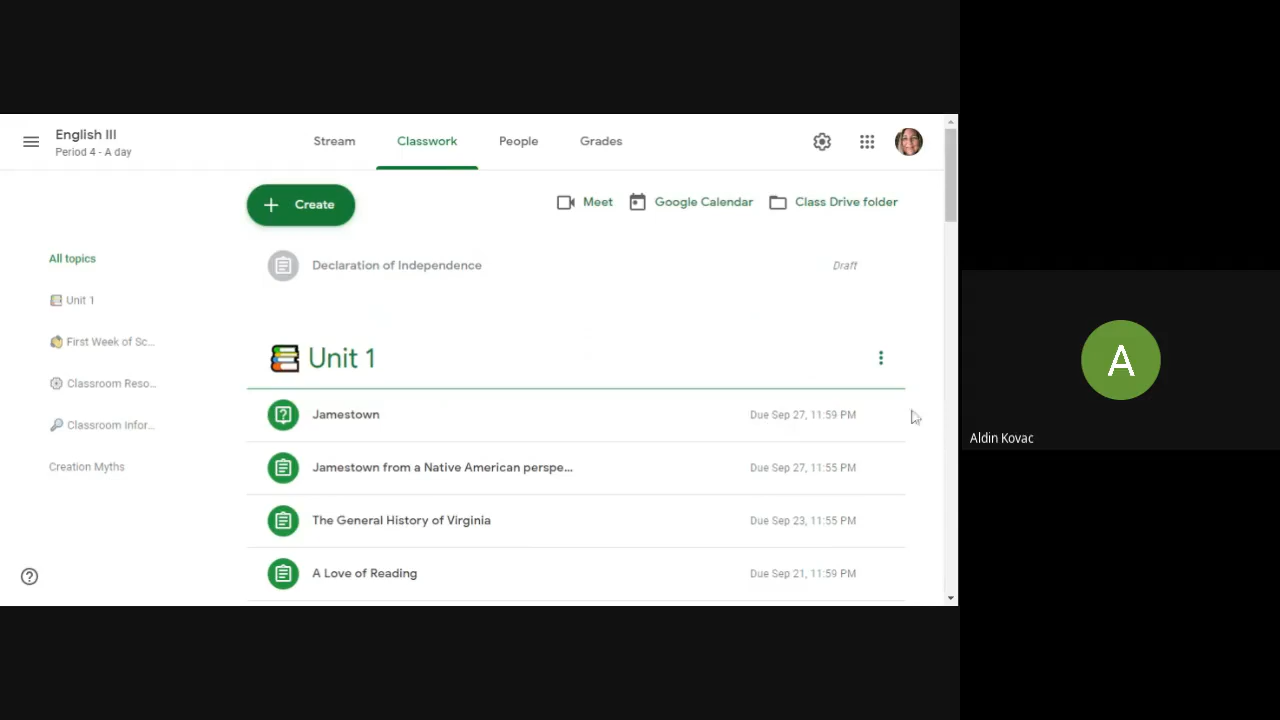 English III
Period 4 - A day
Stream
Classwork
People
Grades
Create
Meet
Google Calendar
Class Drive folder
All topics
Unit 1
First Week of Sc...
Classroom Reso...
Classroom Infor...
Creation Myths
Declaration of Independence
Draft
Unit 1
Jamestown
Due Sep 27, 11:59 PM
Jamestown from a Native American perspe...
Due Sep 27, 11:55 PM
The General History of Virginia
Due Sep 23, 11:55 PM
A Love of Reading
Due Sep 21, 11:59 PM
A
Aldin Kovac